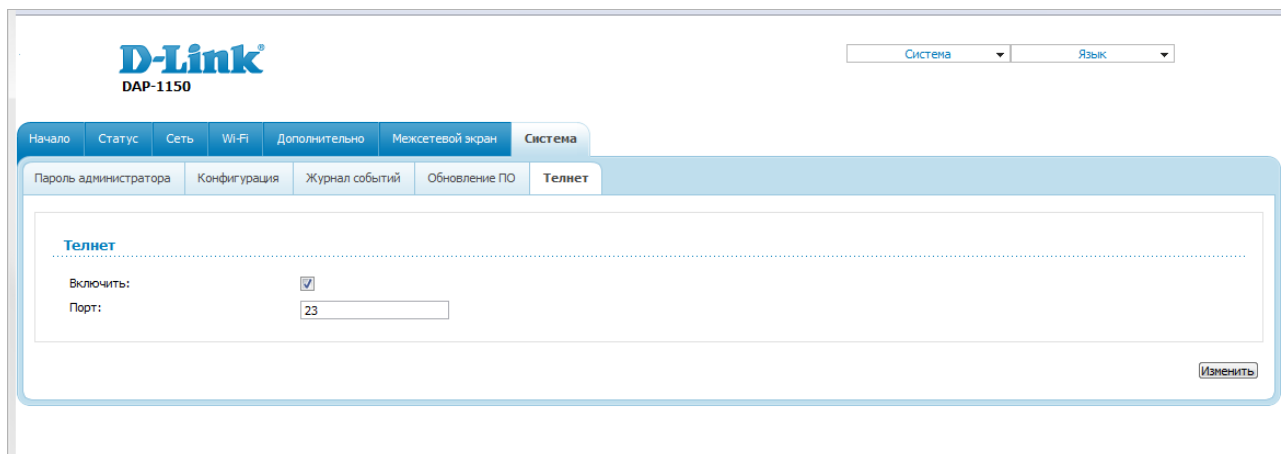 D-Link®
DAP-1150
Система Язык
Начало Статус Сеть Wi-Fi Дополнительно Межсетевой экран Система
Пароль администратора Конфигурация Журнал событий Обновление ПО Телнет
Телнет
Включить:
Порт: 23
Изменить